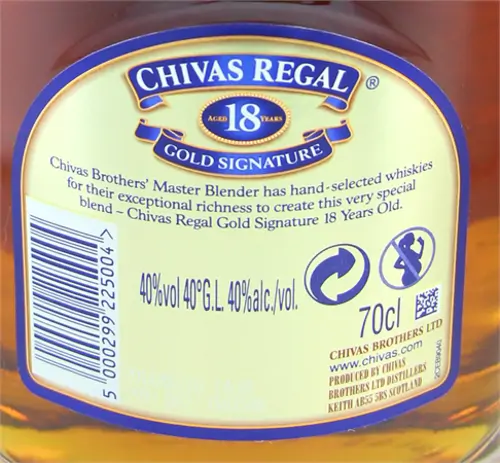 CHIVAS REGAL ®
AGED 18 YEARS
GOLD SIGNATURE
Chivas Brothers' Master Blender has hand-selected whiskies
for their exceptional richness to create this very special
blend – Chivas Regal Gold Signature 18 Years Old.
40%vol 40°G.L. 40%alc./vol.
70cl
5 000299 225004 >
CHIVAS BROTHERS LTD
www.chivas.com
PRODUCED BY CHIVAS
BROTHERS LTD DISTILLERS
KEITH AB55 5BS SCOTLAND